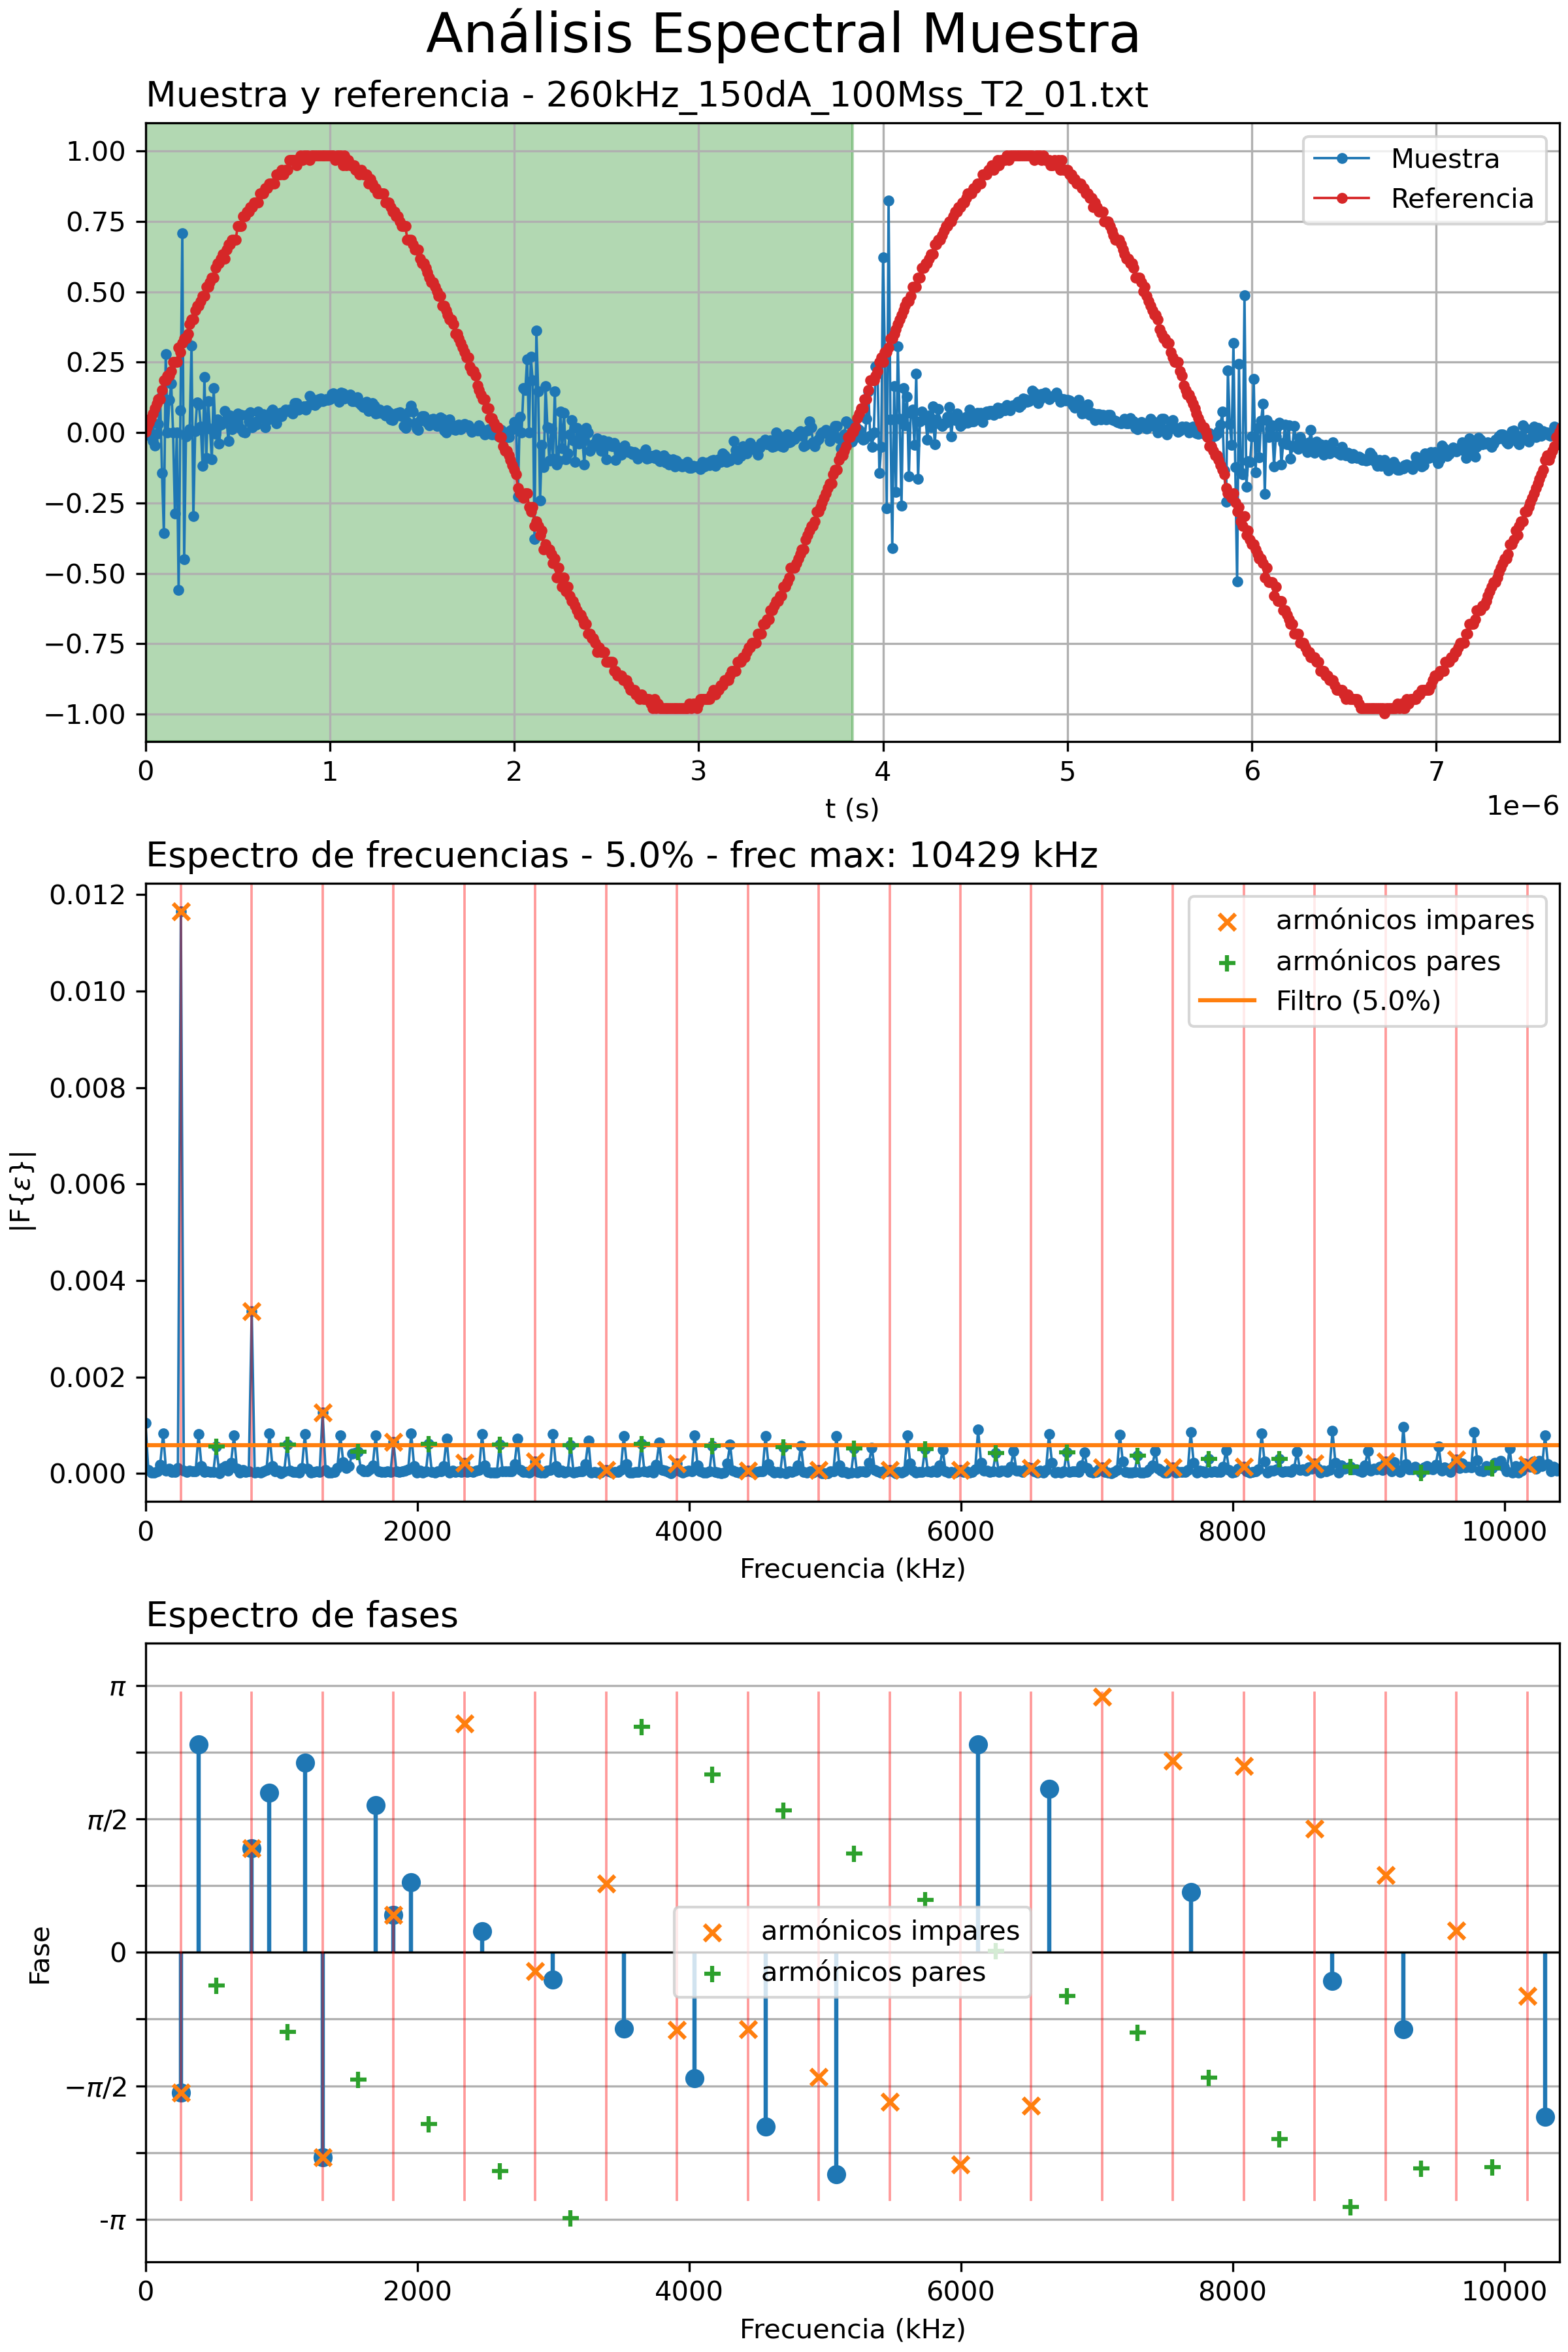 Análisis Espectral Muestra
Muestra y referencia - 260kHz_150dA_100Mss_T2_01.txt
1.00
0.75
0.50
0.25
0.00
−0.25
−0.50
−0.75
−1.00
Muestra
Referencia
0 1 2 3 4 5 6 7
t (s)
1e−6
Espectro de frecuencias - 5.0% - frec max: 10429 kHz
0.012
0.010
0.008
0.006
0.004
0.002
0.000
|F{ε}|
armónicos impares
armónicos pares
Filtro (5.0%)
0 2000 4000 6000 8000 10000
Frecuencia (kHz)
Espectro de fases
π
π/2
0
−π/2
-π
Fase
armónicos impares
armónicos pares
0 2000 4000 6000 8000 10000
Frecuencia (kHz)